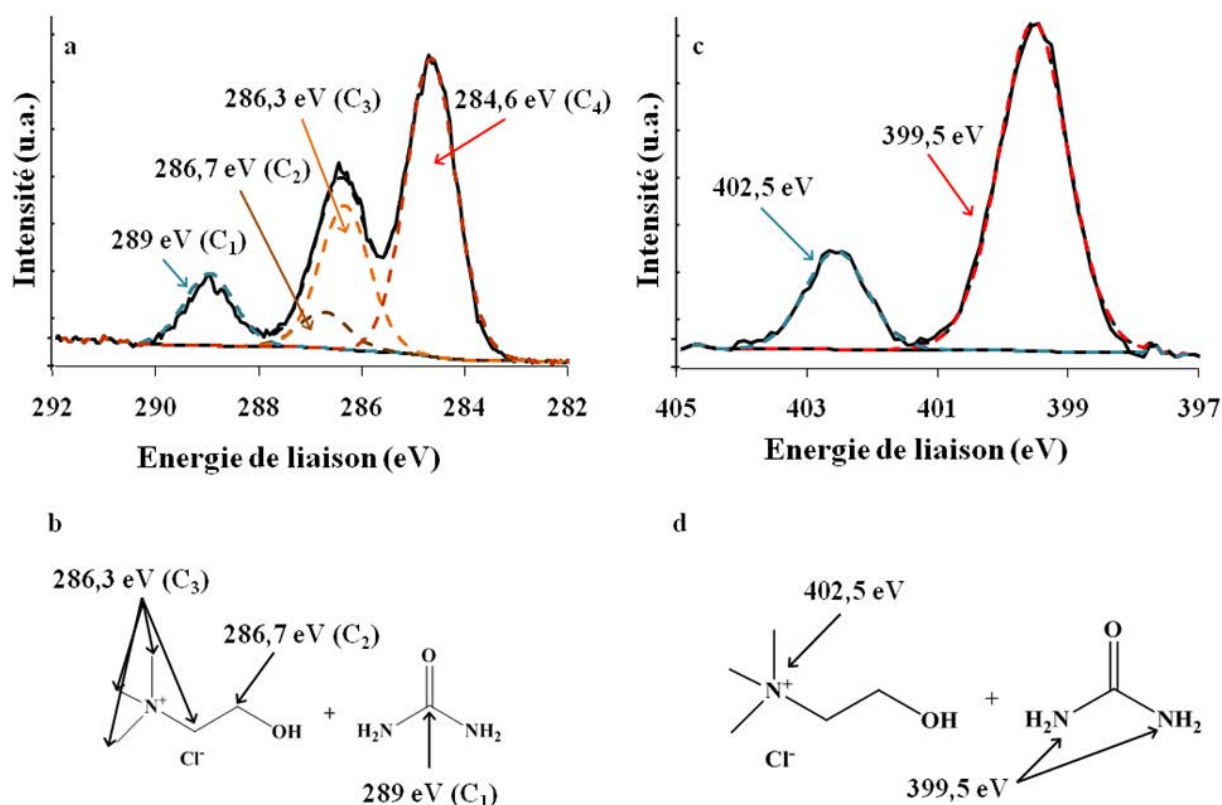 a
Intensité (u.a.)
286,3 eV (C3)
284,6 eV (C4)
286,7 eV (C2)
289 eV (C1)
292 290 288 286 284 282
Energie de liaison (eV)
c
Intensité (u.a.)
399,5 eV
402,5 eV
405 403 401 399 397
Energie de liaison (eV)
b
286,3 eV (C3)
286,7 eV (C2)
O
N+
OH
+
H2N
NH2
Cl-
289 eV (C1)
d
402,5 eV
O
N+
OH
+
H2N
NH2
Cl-
399,5 eV